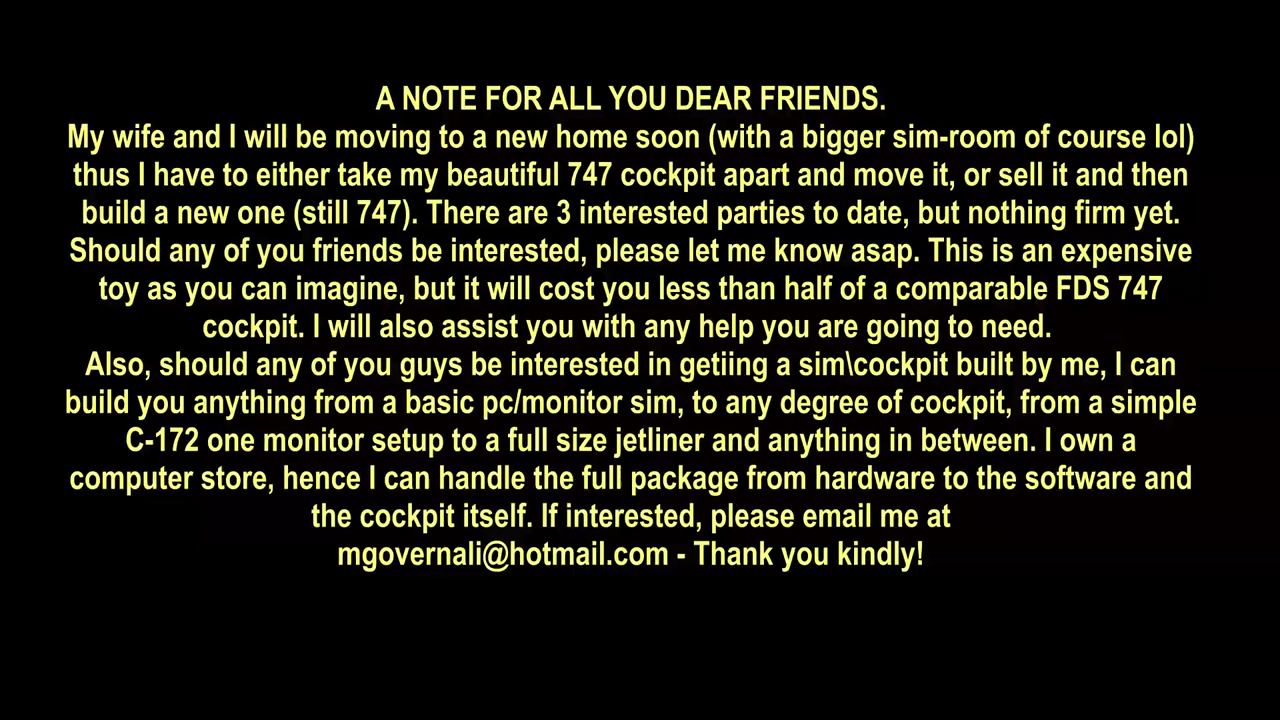 A NOTE FOR ALL YOU DEAR FRIENDS.
My wife and I will be moving to a new home soon (with a bigger sim-room of course lol)
thus I have to either take my beautiful 747 cockpit apart and move it, or sell it and then
build a new one (still 747). There are 3 interested parties to date, but nothing firm yet.
Should any of you friends be interested, please let me know asap. This is an expensive
toy as you can imagine, but it will cost you less than half of a comparable FDS 747
cockpit. I will also assist you with any help you are going to need.
Also, should any of you guys be interested in getiing a sim\cockpit built by me, I can
build you anything from a basic pc/monitor sim, to any degree of cockpit, from a simple
C-172 one monitor setup to a full size jetliner and anything in between. I own a
computer store, hence I can handle the full package from hardware to the software and
the cockpit itself. If interested, please email me at
mgovernali@hotmail.com - Thank you kindly!